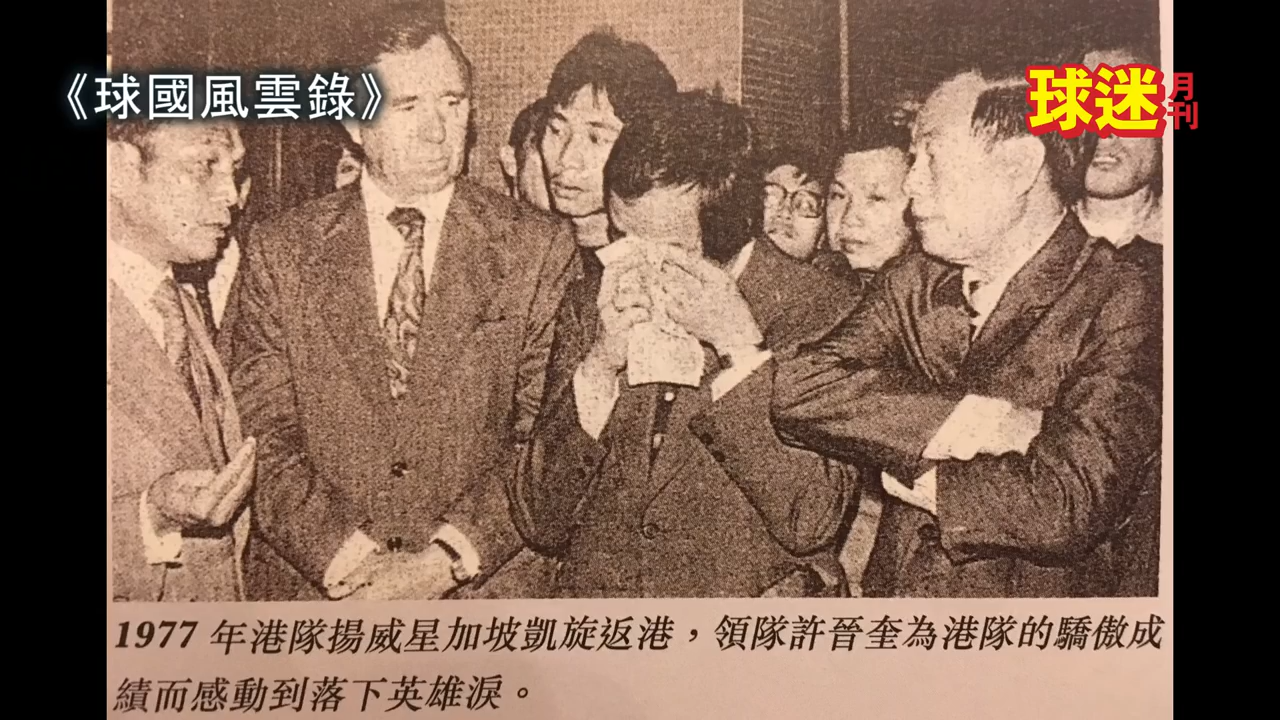 《球國風雲錄》
球迷
月刊
1977 年港隊揚威星加坡凱旋返港，領隊許晉奎為港隊的驕傲成
績而感動到落下英雄淚。